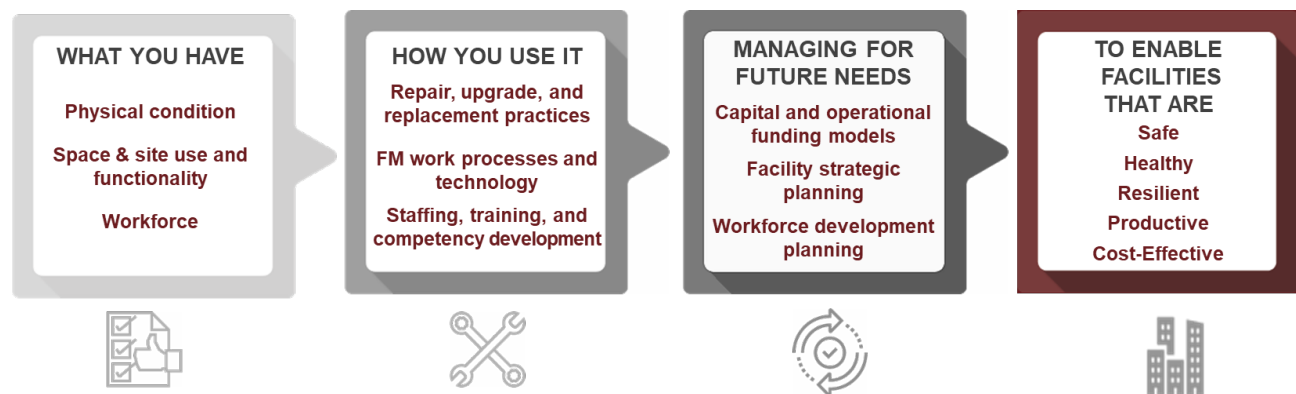 WHAT YOU HAVE
Physical condition
Space & site use and
functionality
Workforce
HOW YOU USE IT
Repair, upgrade, and
replacement practices
FM work processes and
technology
Staffing, training, and
competency development
MANAGING FOR
FUTURE NEEDS
Capital and operational
funding models
Facility strategic
planning
Workforce development
planning
TO ENABLE
FACILITIES
THAT ARE
Safe
Healthy
Resilient
Productive
Cost-Effective